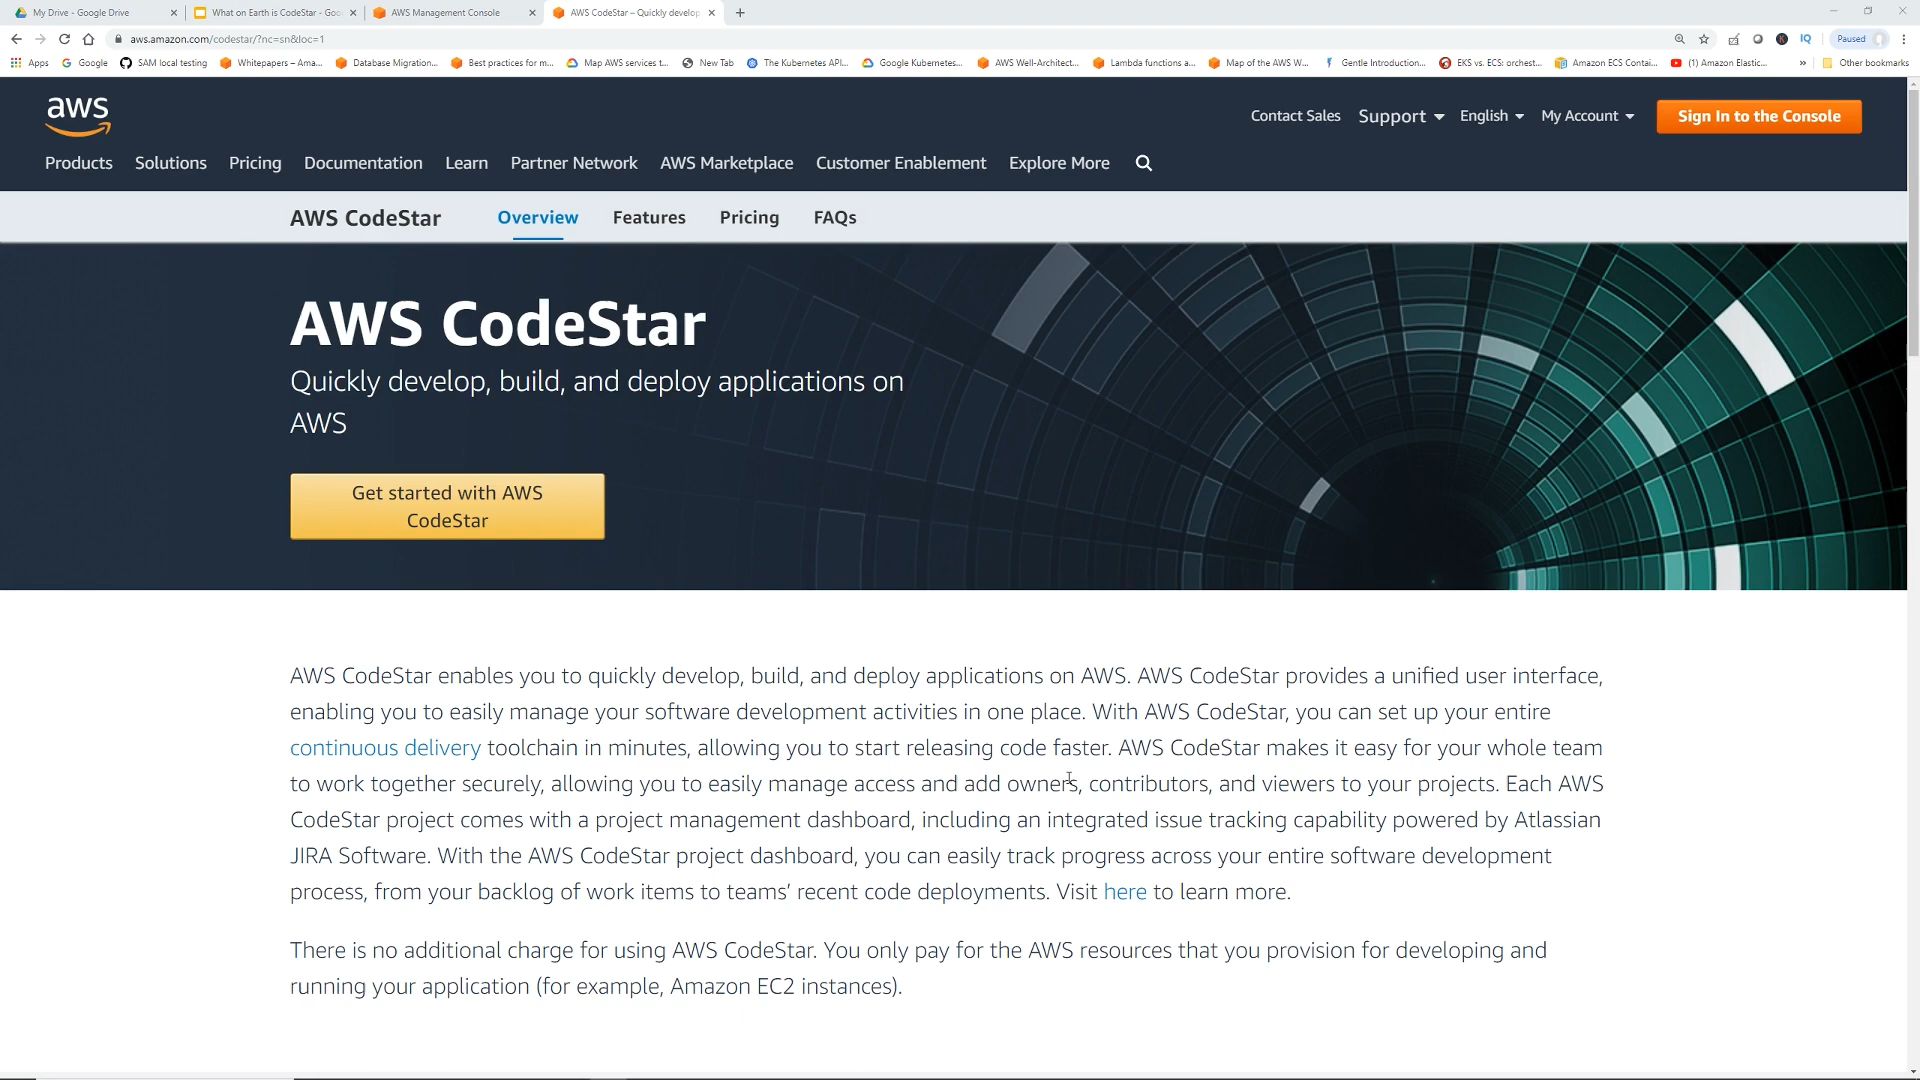 My Drive - Google Drive
What on Earth is CodeStar - Goo
AWS Management Console
AWS CodeStar – Quickly develop
aws.amazon.com/codestar/?nc=sn&loc=1
IQ
Paused
Apps
Google
SAM local testing
Whitepapers – Ama...
Database Migration...
Best practices for m...
Map AWS services t...
New Tab
The Kubernetes API...
Google Kubernetes...
AWS Well-Architect...
Lambda functions a...
Map of the AWS W...
Gentle Introduction...
EKS vs. ECS: orchest...
Amazon ECS Contai...
(1) Amazon Elastic...
»
Other bookmarks
aws
Contact Sales
Support
English
My Account
Sign In to the Console
Products
Solutions
Pricing
Documentation
Learn
Partner Network
AWS Marketplace
Customer Enablement
Explore More
AWS CodeStar
Overview
Features
Pricing
FAQs
AWS CodeStar
Quickly develop, build, and deploy applications on
AWS
Get started with AWS
CodeStar
AWS CodeStar enables you to quickly develop, build, and deploy applications on AWS. AWS CodeStar provides a unified user interface,
enabling you to easily manage your software development activities in one place. With AWS CodeStar, you can set up your entire
continuous delivery toolchain in minutes, allowing you to start releasing code faster. AWS CodeStar makes it easy for your whole team
to work together securely, allowing you to easily manage access and add owners, contributors, and viewers to your projects. Each AWS
CodeStar project comes with a project management dashboard, including an integrated issue tracking capability powered by Atlassian
JIRA Software. With the AWS CodeStar project dashboard, you can easily track progress across your entire software development
process, from your backlog of work items to teams’ recent code deployments. Visit here to learn more.
There is no additional charge for using AWS CodeStar. You only pay for the AWS resources that you provision for developing and
running your application (for example, Amazon EC2 instances).